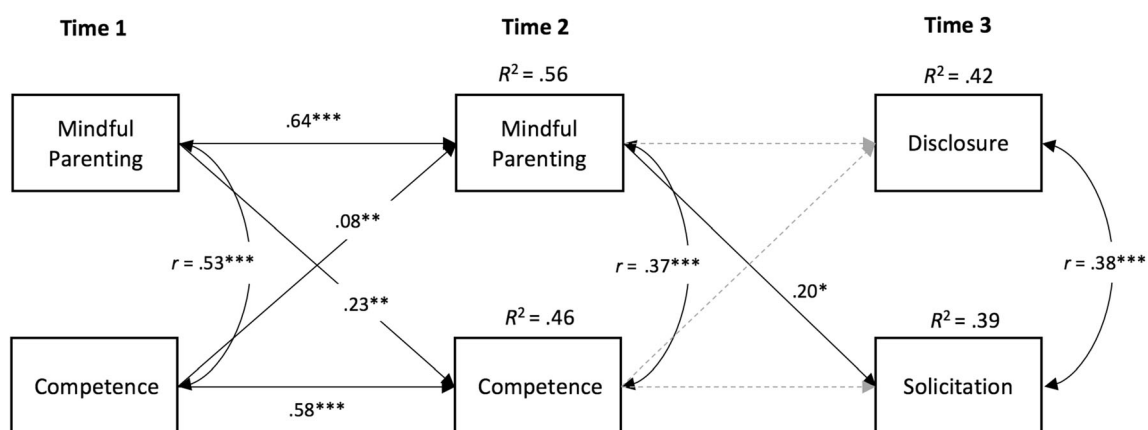 Time 1
Time 2
Time 3
R² = .56
R² = .42
Mindful
Parenting
.64***
Mindful
Parenting
Disclosure
.08**
r = .53***
r = .37***
r = .38***
.23**
.20*
R² = .46
R² = .39
Competence
Competence
Solicitation
.58***